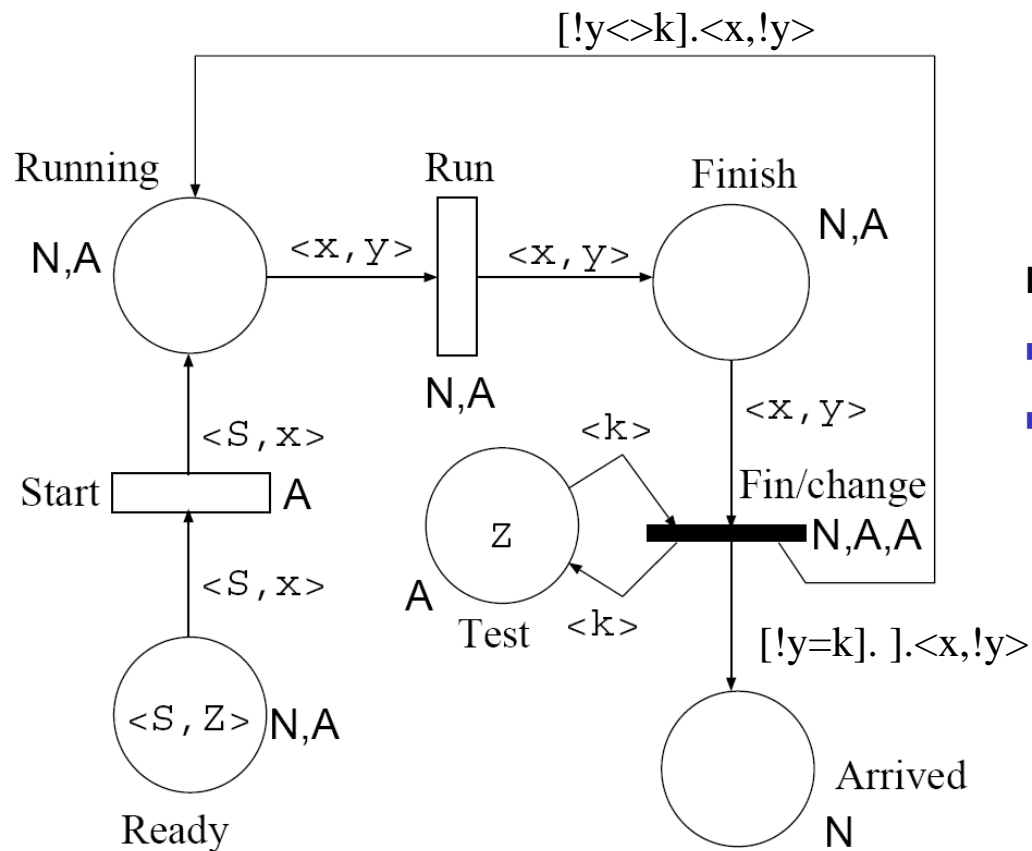 [!y<>k].<x,!y>
Running
Run
Finish
N,A
N,A
<x,y>
<x,y>
N,A
<x,y>
<S,x>
<k>
Start
A
Fin/change
Z
N,A,A
<S,x>
A
<k>
Test
[!y=k]. ].<x,!y>
<S,Z>
N,A
Arrived
Ready
N